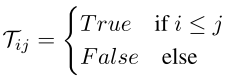 𝒯ij = { True if i ≤ j
False else